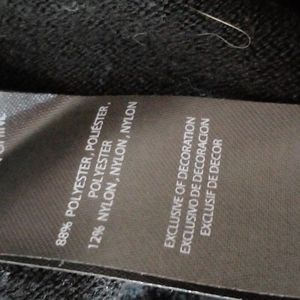 88% POLYESTER , POLIÉSTER ,
POLYESTER
12% NYLON , NYLON , NYLON
EXCLUSIVE OF DECORATION
EXCLUSIVO DE DECORACION
EXCLUSIF DE DECOR